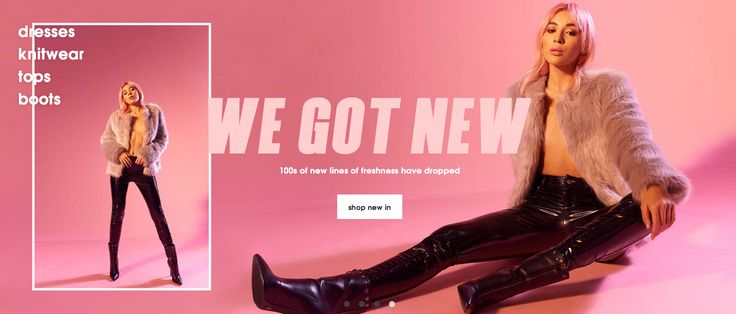 dresses
knitwear
tops
boots
WE GOT NEW
100s of new lines of freshness have dropped
shop new in